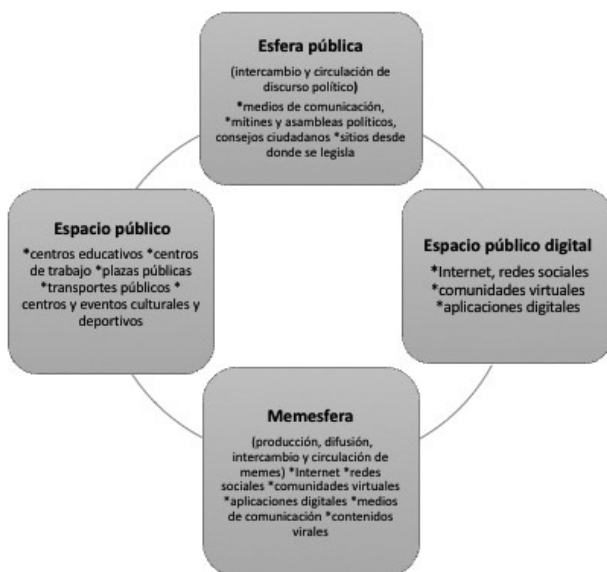 Esfera pública
(intercambio y circulación de
discurso político)
*medios de comunicación,
*mítines y asambleas políticos,
consejos ciudadanos *sitios desde
donde se legisla
Espacio público
*centros educativos *centros
de trabajo *plazas públicas
*transportes públicos *
centros y eventos culturales y
deportivos
Espacio público digital
*Internet, redes sociales
*comunidades virtuales
*aplicaciones digitales
Memesfera
(producción, difusión,
intercambio y circulación de
memes) *Internet *redes
sociales *comunidades virtuales
*aplicaciones digitales *medios
de comunicación *contenidos
virales